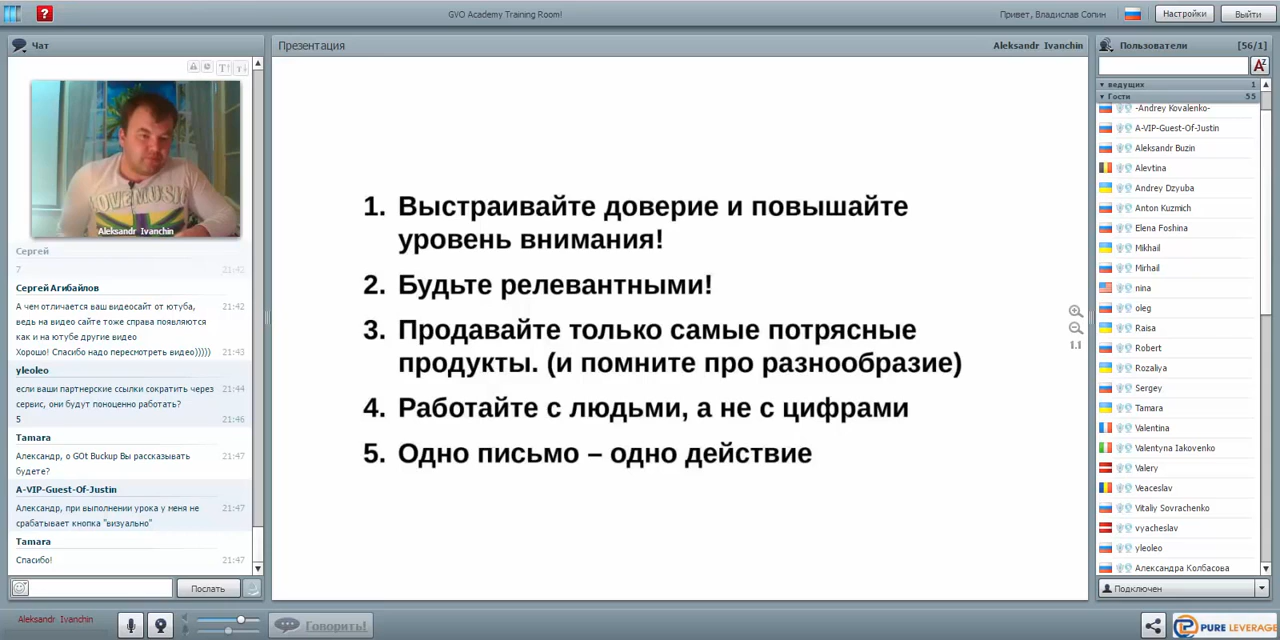 GVO Academy Training Room!
Привет, Владислав Сопин
Настройки
Выйти
Чат
Aleksandr Ivanchin
Сергей
7 21:42
Сергей Агибайлов
А чем отличается ваш видеосайт от ютуба, 21:42
ведь на видео сайте тоже справа появляются
как и на ютубе другие видео
Хорошо! Спасибо надо пересмотреть видео))))) 21:43
yleoleo
если ваши партнерские ссылки сократить через 21:44
сервис, они будут поноценно работать?
5 21:46
Tamara
Александр, о GOt Buckup Вы рассказывать 21:47
будете?
A-VIP-Guest-Of-Justin
Александр, при выполнении урока у меня не 21:47
срабатывает кнопка "визуально"
Tamara
Спасибо! 21:47
Послать
Презентация
Aleksandr Ivanchin
1. Выстраивайте доверие и повышайте
уровень внимания!
2. Будьте релевантными!
3. Продавайте только самые потрясные
продукты. (и помните про разнообразие)
4. Работайте с людьми, а не с цифрами
5. Одно письмо – одно действие
1:1
Пользователи [56/1]
ведущих 1
Гости 55
-Andrey Kovalenko-
A-VIP-Guest-Of-Justin
Aleksandr Buzin
Alevtina
Andrey Dzyuba
Anton Kuzmich
Elena Foshina
Mikhail
Mirhail
nina
oleg
Raisa
Robert
Rozaliya
Sergey
Tamara
Valentina
Valentyna Iakovenko
Valery
Veaceslav
Vitaliy Sovrachenko
vyacheslav
yleoleo
Александра Колбасова
Подключен
Aleksandr Ivanchin
Говорить!
PURE LEVERAGE